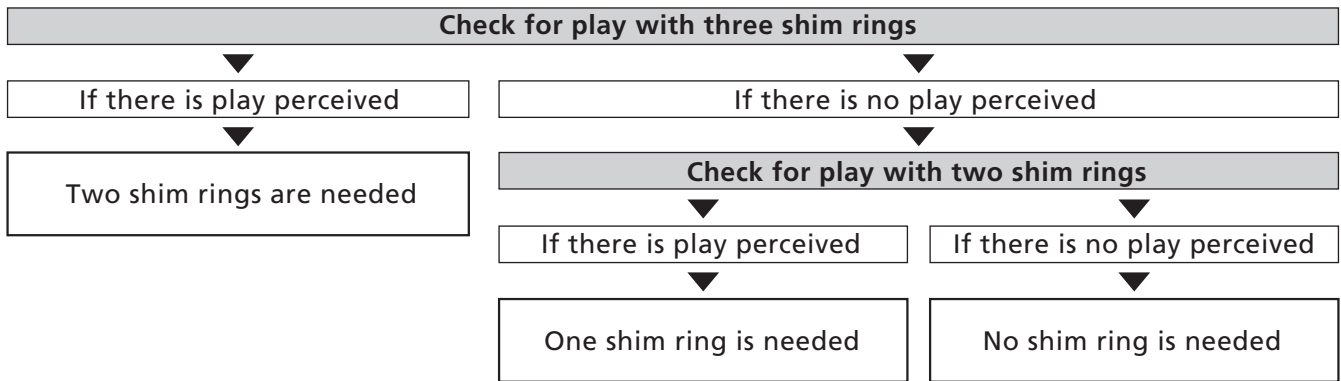 Check for play with three shim rings
If there is play perceived
If there is no play perceived
Two shim rings are needed
Check for play with two shim rings
If there is play perceived
If there is no play perceived
One shim ring is needed
No shim ring is needed